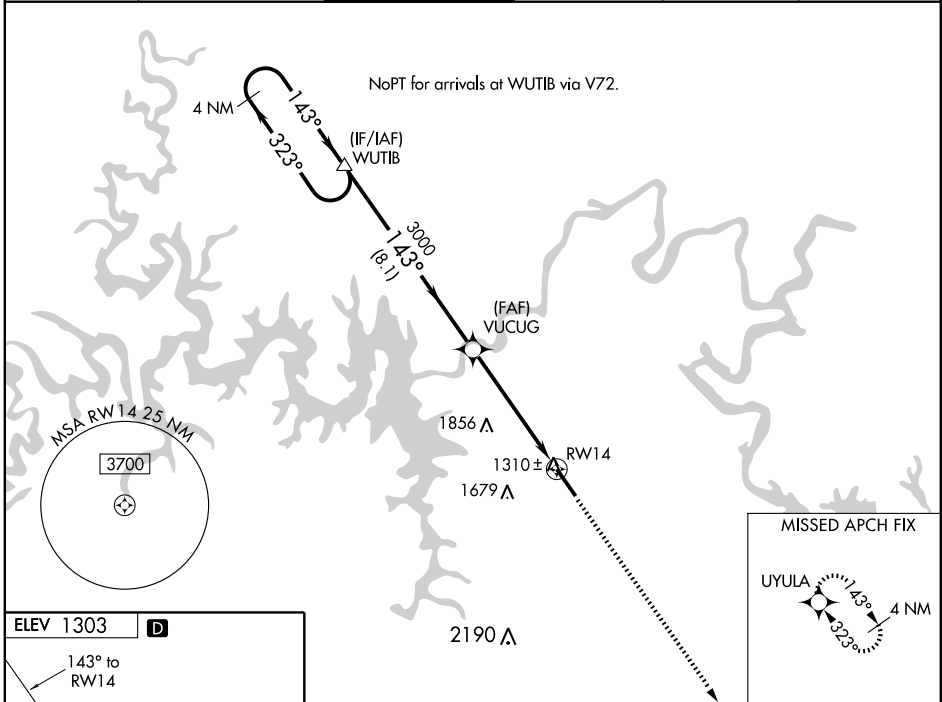 NoPT for arrivals at WUTIB via V72.
4 NM
143°
323°
(IF/IAF)
WUTIB
3000
143°
(8.1)
(FAF)
VUCUG
1856
1310 ±
RW14
1679
MSA RW14 25 NM
3700
2190
MISSED APCH FIX
UYULA
143°
4 NM
323°
ELEV 1303
D
143° to
RW14